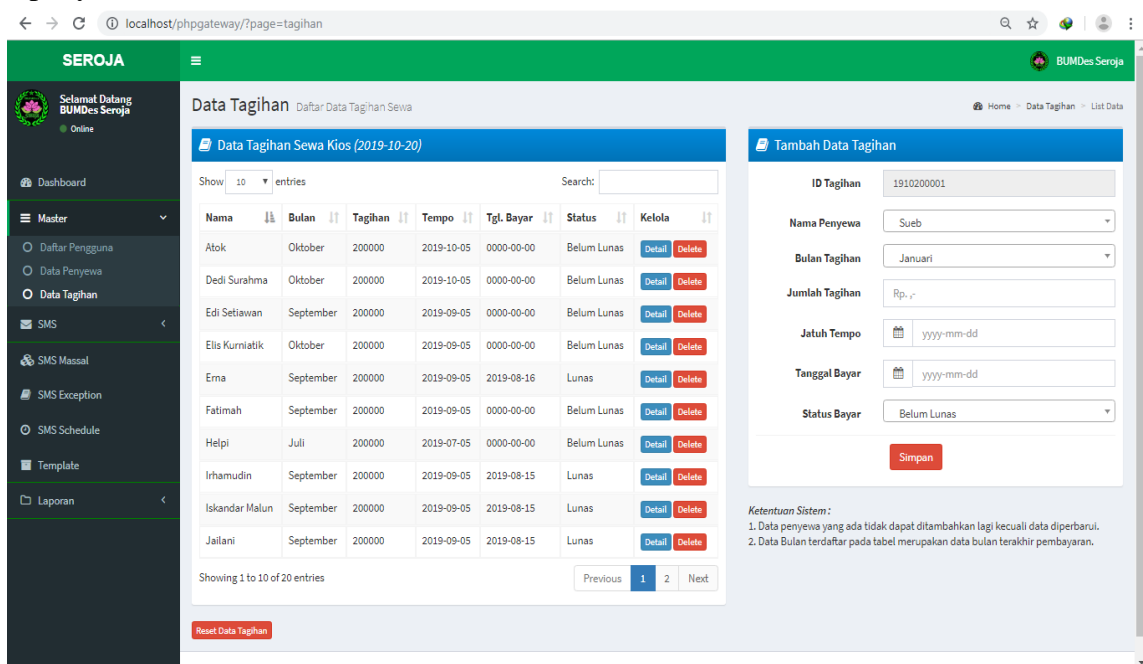 localhost/phpgateway/?page=tagihan
SEROJA
BUMDes Seroja
Selamat Datang
BUMDes Seroja
Online
Dashboard
Master
Daftar Pengguna
Data Penyewa
Data Tagihan
SMS
SMS Massal
SMS Exception
SMS Schedule
Template
Laporan
Data Tagihan Daftar Data Tagihan Sewa
Home > Data Tagihan > List Data
Data Tagihan Sewa Kios (2019-10-20)
Show 10 entries Search:
Nama Bulan Tagihan Tempo Tgl. Bayar Status Kelola
Atok Oktober 200000 2019-10-05 0000-00-00 Belum Lunas Detail Delete
Dedi Surahma Oktober 200000 2019-10-05 0000-00-00 Belum Lunas Detail Delete
Edi Setiawan September 200000 2019-09-05 0000-00-00 Belum Lunas Detail Delete
Elis Kurniatik Oktober 200000 2019-09-05 0000-00-00 Belum Lunas Detail Delete
Erna September 200000 2019-09-05 2019-08-16 Lunas Detail Delete
Fatimah September 200000 2019-09-05 0000-00-00 Belum Lunas Detail Delete
Helpi Juli 200000 2019-07-05 0000-00-00 Belum Lunas Detail Delete
Irhamudin September 200000 2019-09-05 2019-08-15 Lunas Detail Delete
Iskandar Malun September 200000 2019-09-05 2019-08-15 Lunas Detail Delete
Jailani September 200000 2019-09-05 2019-08-15 Lunas Detail Delete
Showing 1 to 10 of 20 entries Previous 1 2 Next
Reset Data Tagihan
Tambah Data Tagihan
ID Tagihan 1910200001
Nama Penyewa Sueb
Bulan Tagihan Januari
Jumlah Tagihan Rp. ,-
Jatuh Tempo yyyy-mm-dd
Tanggal Bayar yyyy-mm-dd
Status Bayar Belum Lunas
Simpan
Ketentuan Sistem :
1. Data penyewa yang ada tidak dapat ditambahkan lagi kecuali data diperbarui.
2. Data Bulan terdaftar pada tabel merupakan data bulan terakhir pembayaran.